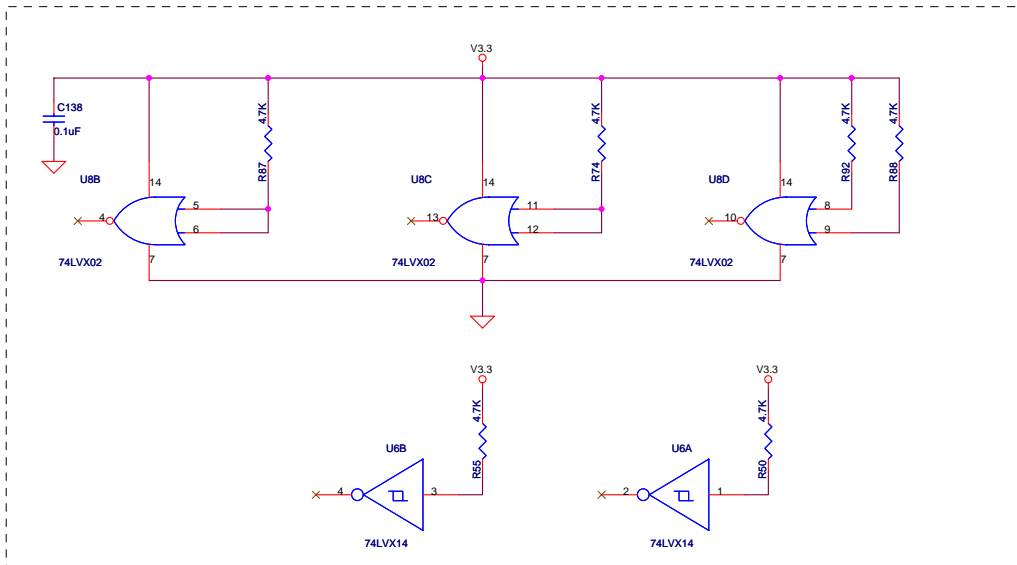 V3.3
C138
0.1uF
4.7K
R87
4.7K
R74
4.7K
R92
4.7K
R88
U8B
14
4
5
6
7
74LVX02
U8C
14
13
11
12
7
74LVX02
U8D
14
10
8
9
7
74LVX02
V3.3
4.7K
R55
U6B
4
3
74LVX14
V3.3
4.7K
R50
U6A
2
1
74LVX14